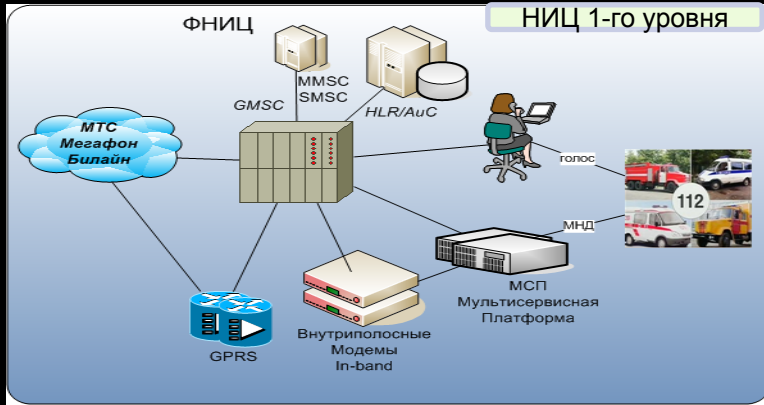 ФНИЦ
НИЦ 1-го уровня
MMSC
SMSC
GMSC
HLR/AuC
МТС
Мегафон
Билайн
голос
112
МНД
МСП
Мультисервисная
Платформа
Внутриполосные
Модемы
In-band
GPRS